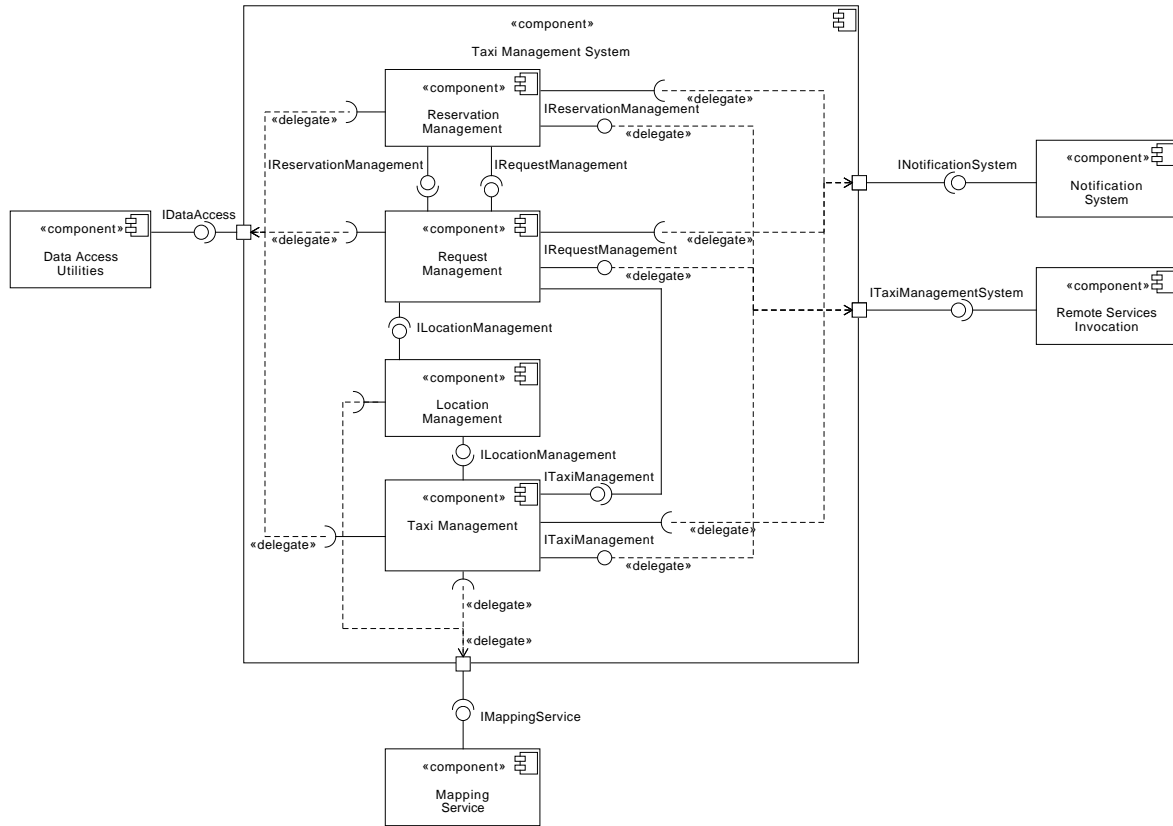 «component»
Taxi Management System
«component»
Reservation
Management
«delegate»
«delegate»
IReservationManagement
«delegate»
IReservationManagement
IRequestManagement
«component»
Notification
System
INotificationSystem
«component»
Data Access
Utilities
IDataAccess
«delegate»
«component»
Request
Management
«delegate»
IRequestManagement
«delegate»
ITaxiManagementSystem
«component»
Remote Services
Invocation
ILocationManagement
«component»
Location
Management
ILocationManagement
ITaxiManagement
«component»
Taxi Management
«delegate»
«delegate»
ITaxiManagement
«delegate»
«delegate»
«delegate»
IMappingService
«component»
Mapping
Service